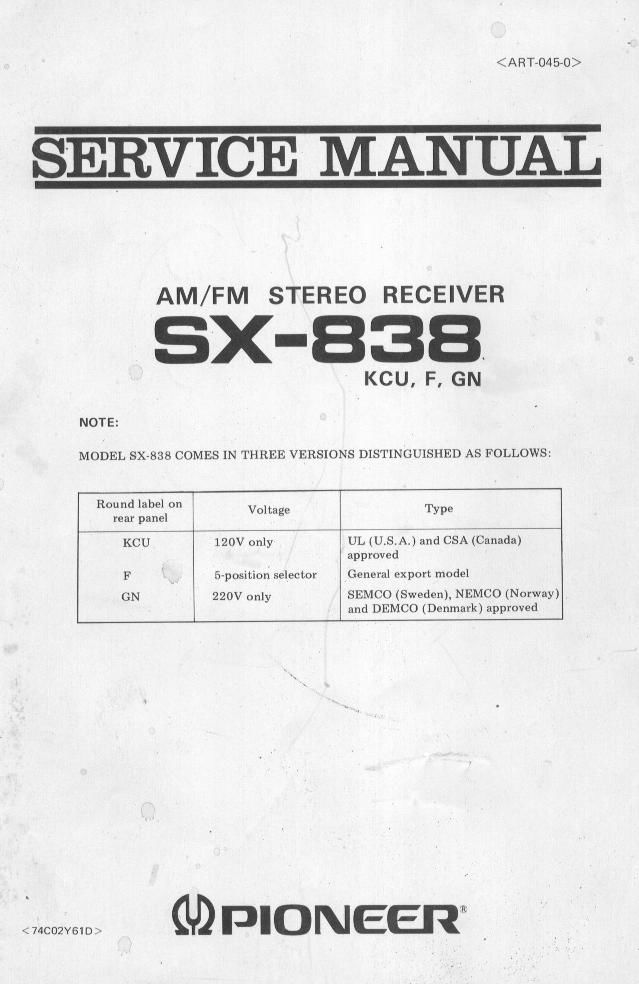 <ART-045-0>
SERVICE MANUAL
AM/FM STEREO RECEIVER
SX-838
KCU, F, GN
NOTE:
MODEL SX-838 COMES IN THREE VERSIONS DISTINGUISHED AS FOLLOWS:
Round label on rear panel Voltage Type
KCU 120V only UL (U.S.A.) and CSA (Canada)
approved
F 5-position selector General export model
GN 220V only SEMCO (Sweden), NEMCO (Norway)
and DEMCO (Denmark) approved
PIONEER®
<74C02Y61D>